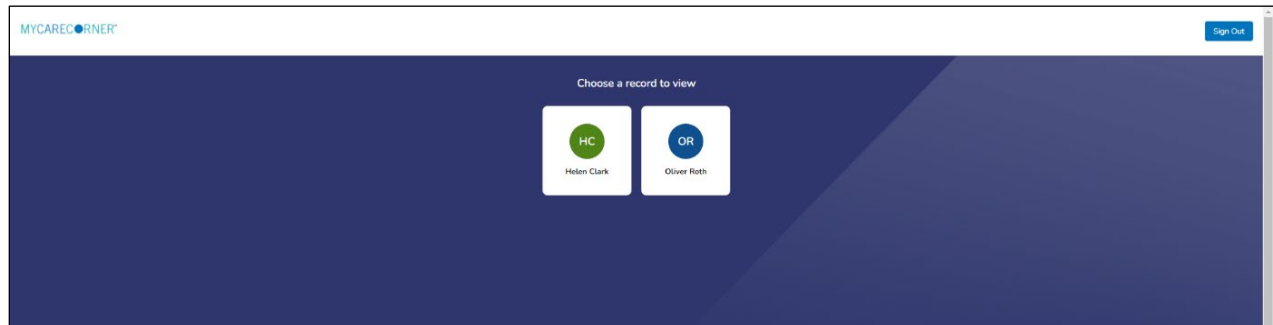 MYCARECORNER
Sign Out
Choose a record to view
HC
OR
Helen Clark
Oliver Roth